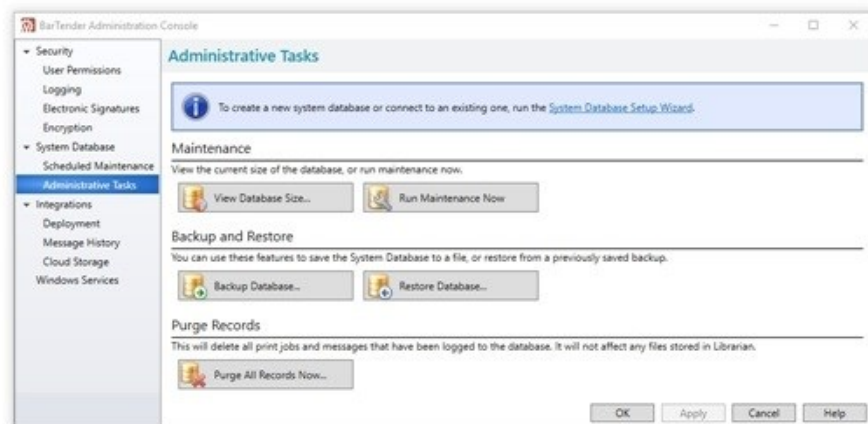 BarTender Administration Console
Security
User Permissions
Logging
Electronic Signatures
Encryption
System Database
Scheduled Maintenance
Administrative Tasks
Integrations
Deployment
Message History
Cloud Storage
Windows Services
Administrative Tasks
To create a new system database or connect to an existing one, run the System Database Setup Wizard.
Maintenance
View the current size of the database, or run maintenance now.
View Database Size... Run Maintenance Now
Backup and Restore
You can use these features to save the System Database to a file, or restore from a previously saved backup.
Backup Database... Restore Database...
Purge Records
This will delete all print jobs and messages that have been logged to the database. It will not affect any files stored in Librarian.
Purge All Records Now...
OK Apply Cancel Help